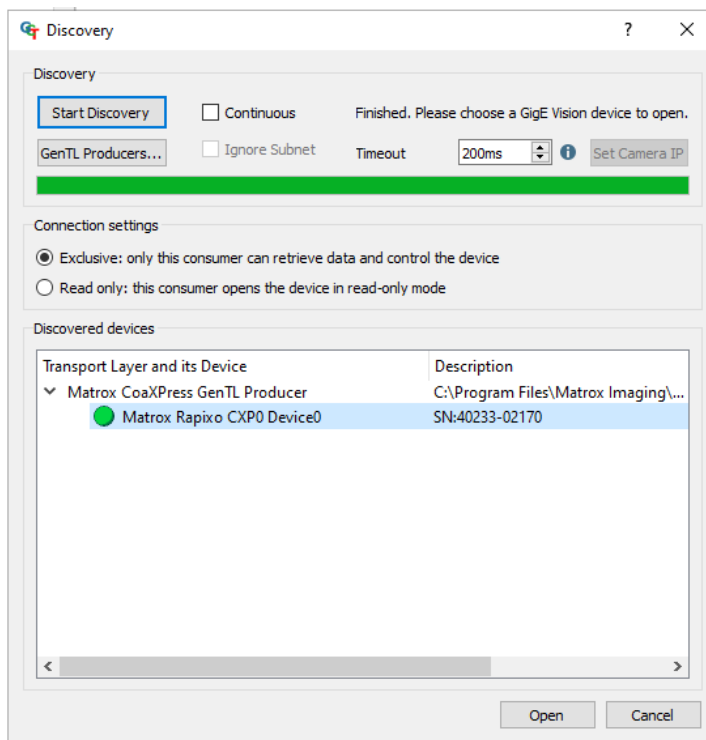 Discovery
?
Discovery
Start Discovery
Continuous
Finished. Please choose a GigE Vision device to open.
GenTL Producers...
Ignore Subnet
Timeout
200ms
Set Camera IP
Connection settings
Exclusive: only this consumer can retrieve data and control the device
Read only: this consumer opens the device in read-only mode
Discovered devices
Transport Layer and its Device
Description
Matrox CoaXPress GenTL Producer
C:\Program Files\Matrox Imaging\...
Matrox Rapixo CXP0 Device0
SN:40233-02170
Open
Cancel